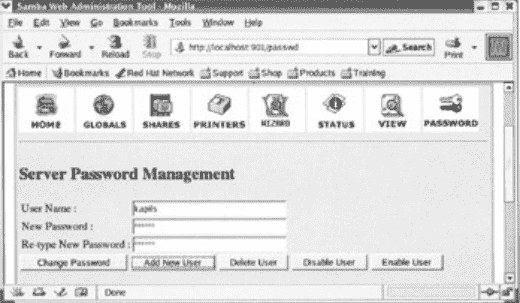 Samba Web Administration Tool - Mozilla
File Edit View Go Bookmarks Tools Window Help
Back Forward Reload Stop http://localhost:901/passwd Search Print
Home Bookmarks Red Hat Network Support Shop Products Training
HOME GLOBALS SHARES PRINTERS WIZARD STATUS VIEW PASSWORD
Server Password Management
User Name : kapils
New Password : ******
Re-type New Password : ******
Change Password Add New User Delete User Disable User Enable User
Done